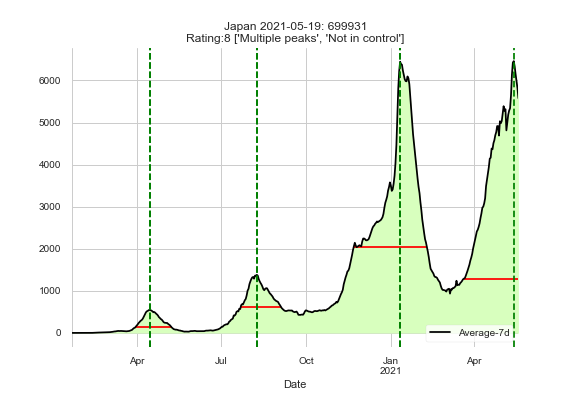 Japan 2021-05-19: 699931
Rating:8 ['Multiple peaks', 'Not in control']
6000
5000
4000
3000
2000
1000
0
Average-7d
Apr
Jul
Oct
Jan
2021
Apr
Date